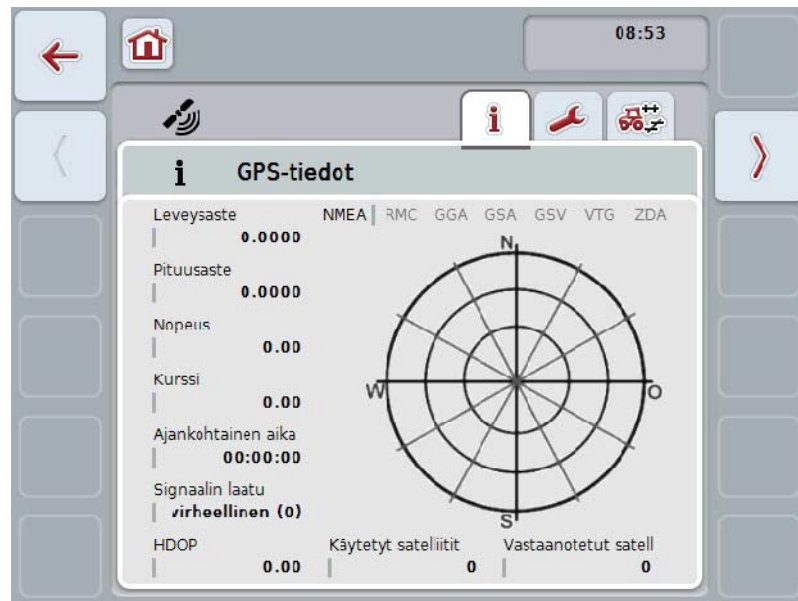 08:53
i
i GPS-tiedot
Leveysaste
0.0000
NMEA RMC GGA GSA GSV VTG ZDA
Pituusaste
0.0000
Nopeus
0.00
Kurssi
0.00
Ajankohtainen aika
00:00:00
Signaalin laatu
virheellinen (0)
HDOP
0.00
N
W
O
S
Käytetyt satelliitit
0
Vastaanotetut satell
0